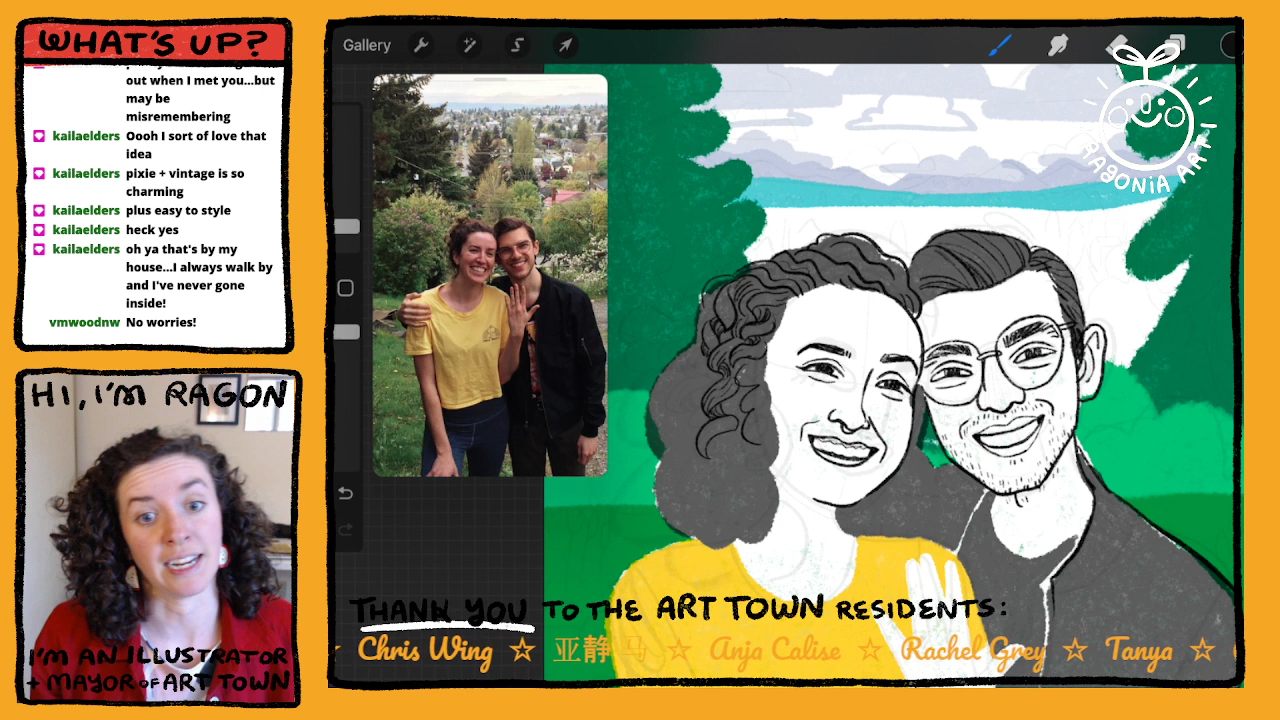 WHAT'S UP?
out when I met you...but
may be
misremembering
kailaelders Oooh I sort of love that
idea
kailaelders pixie + vintage is so
charming
kailaelders plus easy to style
kailaelders heck yes
kailaelders oh ya that's by my
house...I always walk by
and I've never gone
inside!
vmwoodnw No worries!
HI, I'M RAGON
I'M AN ILLUSTRATOR
+ MAYOR OF ART TOWN
Gallery
RAGONIA ART
THANK YOU TO THE ART TOWN RESIDENTS:
Chris Wing ☆ 亚静 马 ☆ Anja Calise ☆ Rachel Grey ☆ Tanya ☆